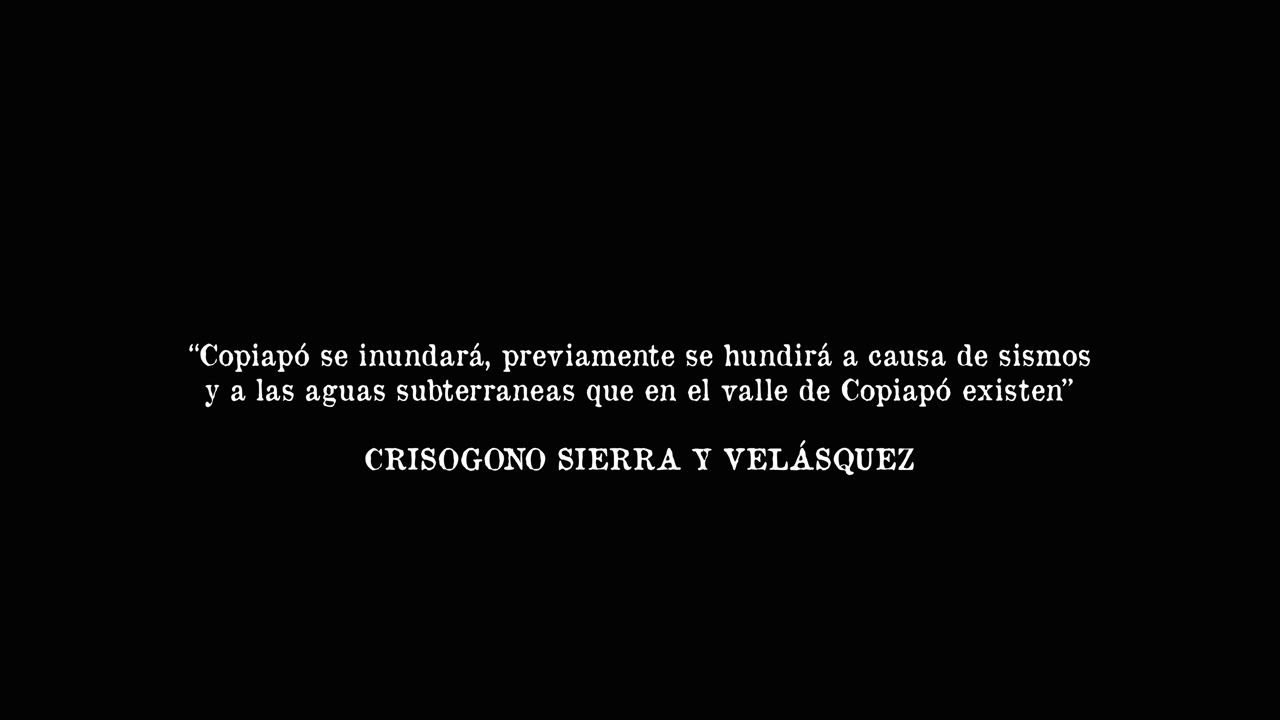 “Copiapó se inundará, previamente se hundirá a causa de sismos
y a las aguas subterraneas que en el valle de Copiapó existen”
CRISOGONO SIERRA Y VELÁSQUEZ